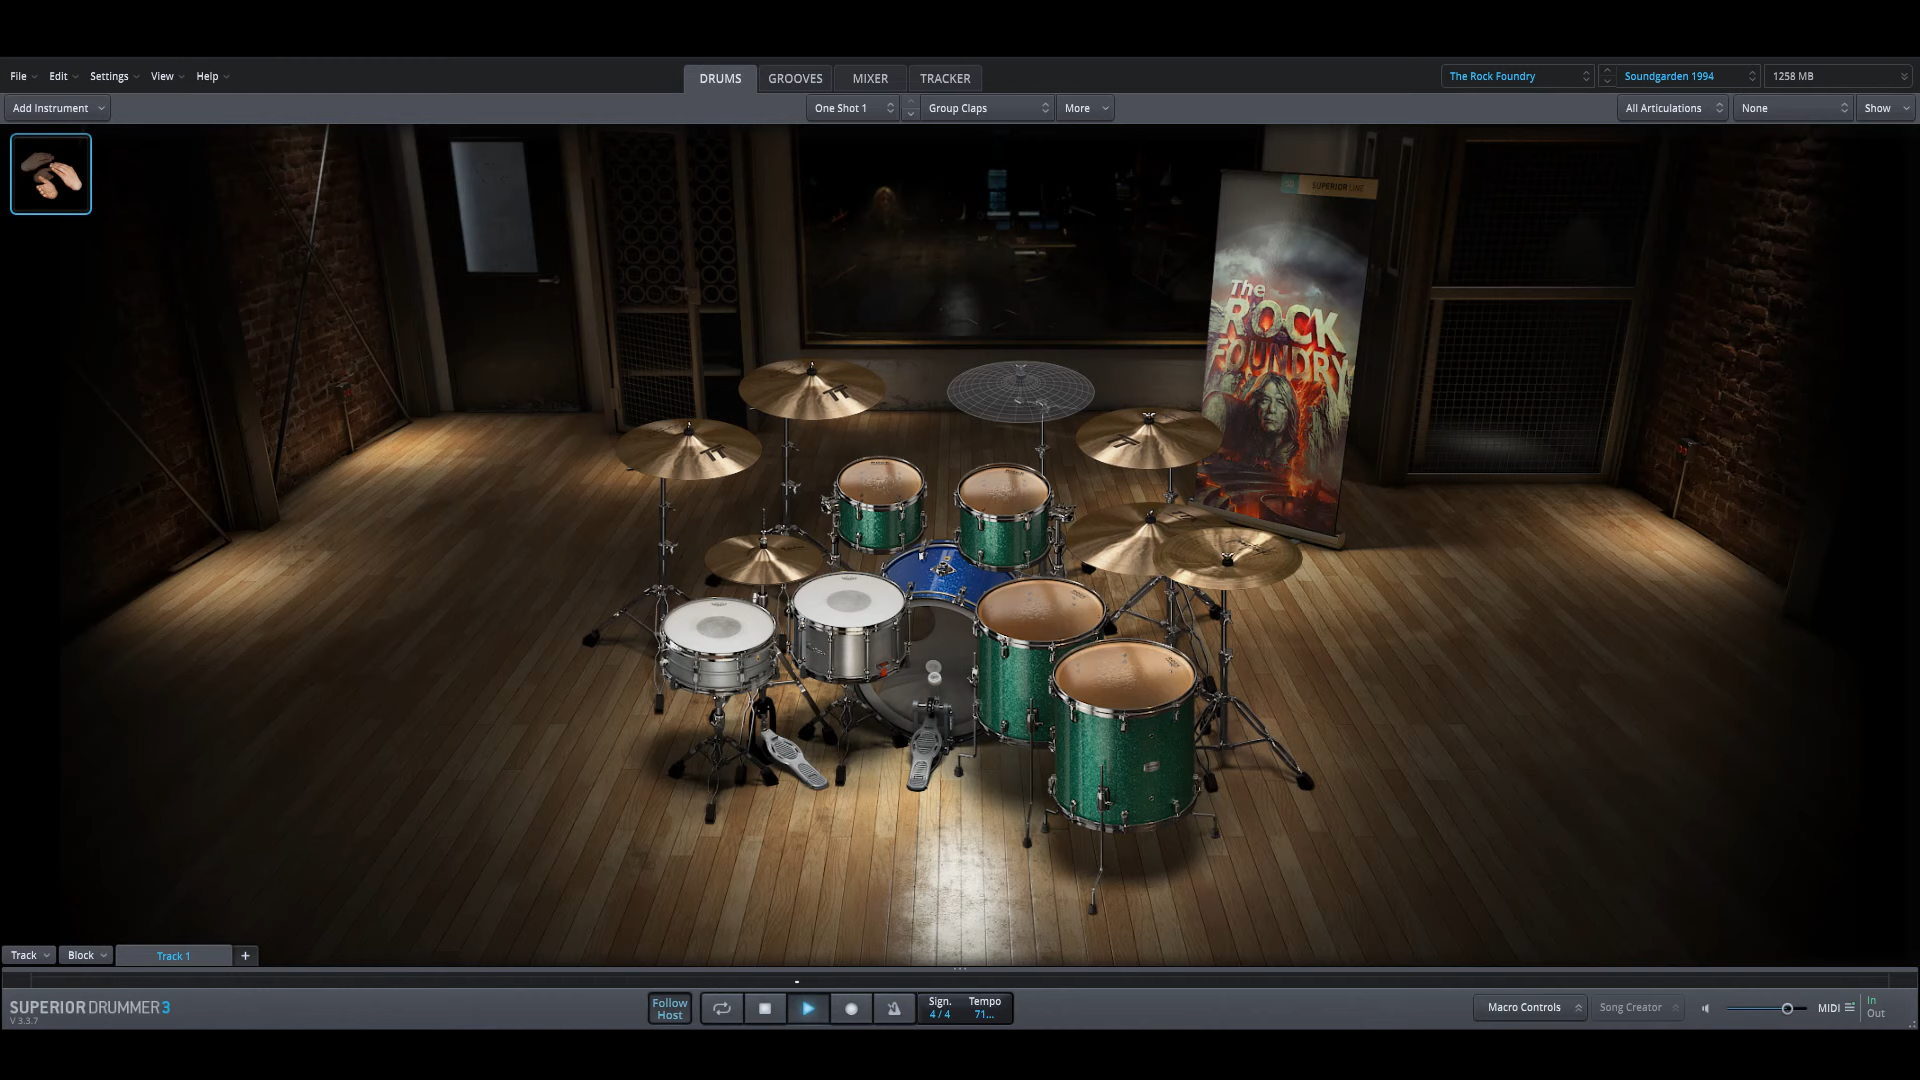 File Edit Settings View Help
DRUMS GROOVES MIXER TRACKER
The Rock Foundry Soundgarden 1994 1258 MB
Add Instrument
One Shot 1 Group Claps More
All Articulations None Show
SUPERIOR LINE
The
ROCK
FOUNDRY
Track Block Track 1 +
SUPERIOR DRUMMER 3
V 3.3.7
Follow
Host
Sign. Tempo
4 / 4 71...
Macro Controls Song Creator
MIDI
In
Out